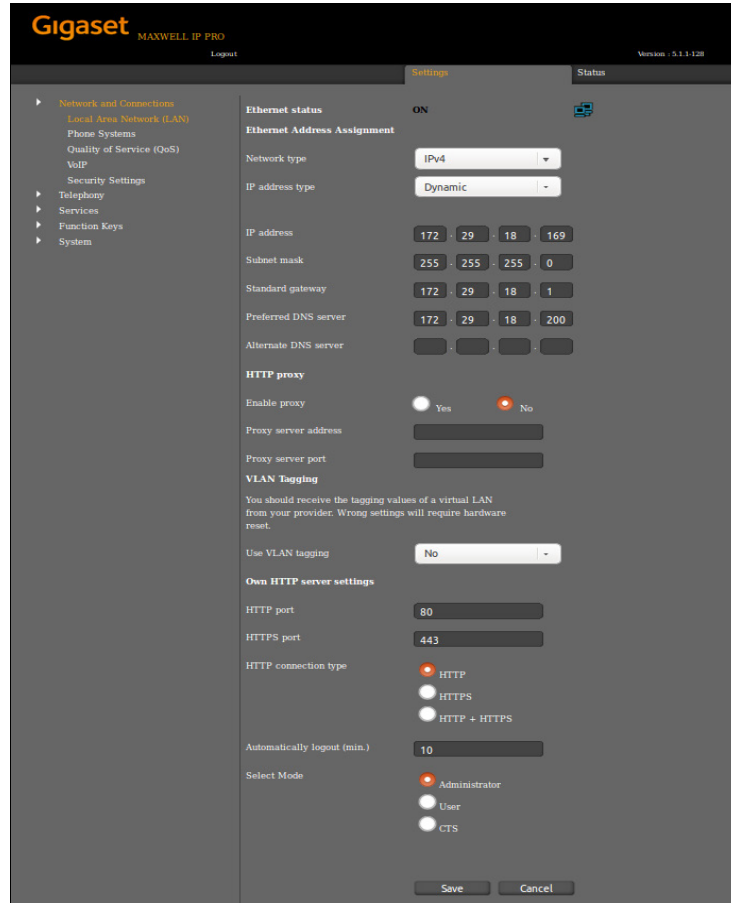 Gigaset MAXWELL IP PRO
Logout
Version : 5.1.1-128
Settings
Status
Network and Connections
Local Area Network (LAN)
Phone Systems
Quality of Service (QoS)
VoIP
Security Settings
Telephony
Services
Function Keys
System
Ethernet status ON
Ethernet Address Assignment
Network type IPv4
IP address type Dynamic
IP address 172 . 29 . 18 . 169
Subnet mask 255 . 255 . 255 . 0
Standard gateway 172 . 29 . 18 . 1
Preferred DNS server 172 . 29 . 18 . 200
Alternate DNS server . . .
HTTP proxy
Enable proxy Yes No
Proxy server address
Proxy server port
VLAN Tagging
You should receive the tagging values of a virtual LAN
from your provider. Wrong settings will require hardware
reset.
Use VLAN tagging No
Own HTTP server settings
HTTP port 80
HTTPS port 443
HTTP connection type HTTP
HTTPS
HTTP + HTTPS
Automatically logout (min.) 10
Select Mode Administrator
User
CTS
Save Cancel